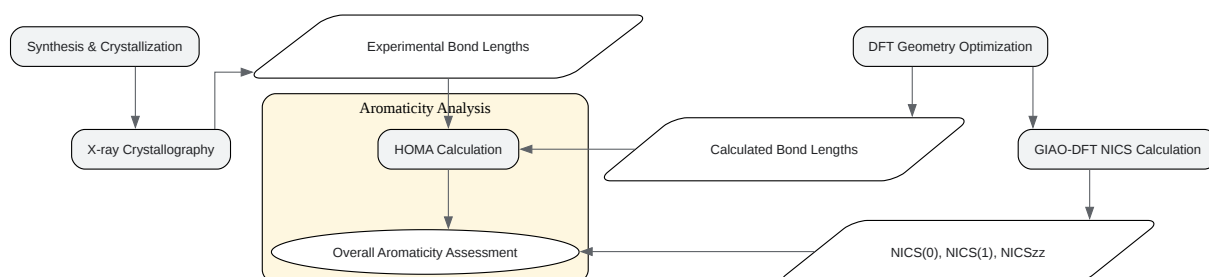 Synthesis & Crystallization
Experimental Bond Lengths
DFT Geometry Optimization
Aromaticity Analysis
X-ray Crystallography
HOMA Calculation
Calculated Bond Lengths
GIAO-DFT NICS Calculation
Overall Aromaticity Assessment
NICS(0), NICS(1), NICSzz